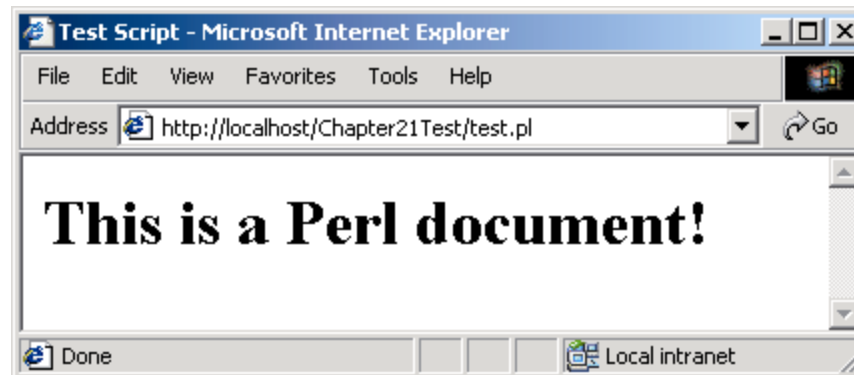 Test Script - Microsoft Internet Explorer
File Edit View Favorites Tools Help
Address http://localhost/Chapter21Test/test.pl Go
This is a Perl document!
Done Local intranet